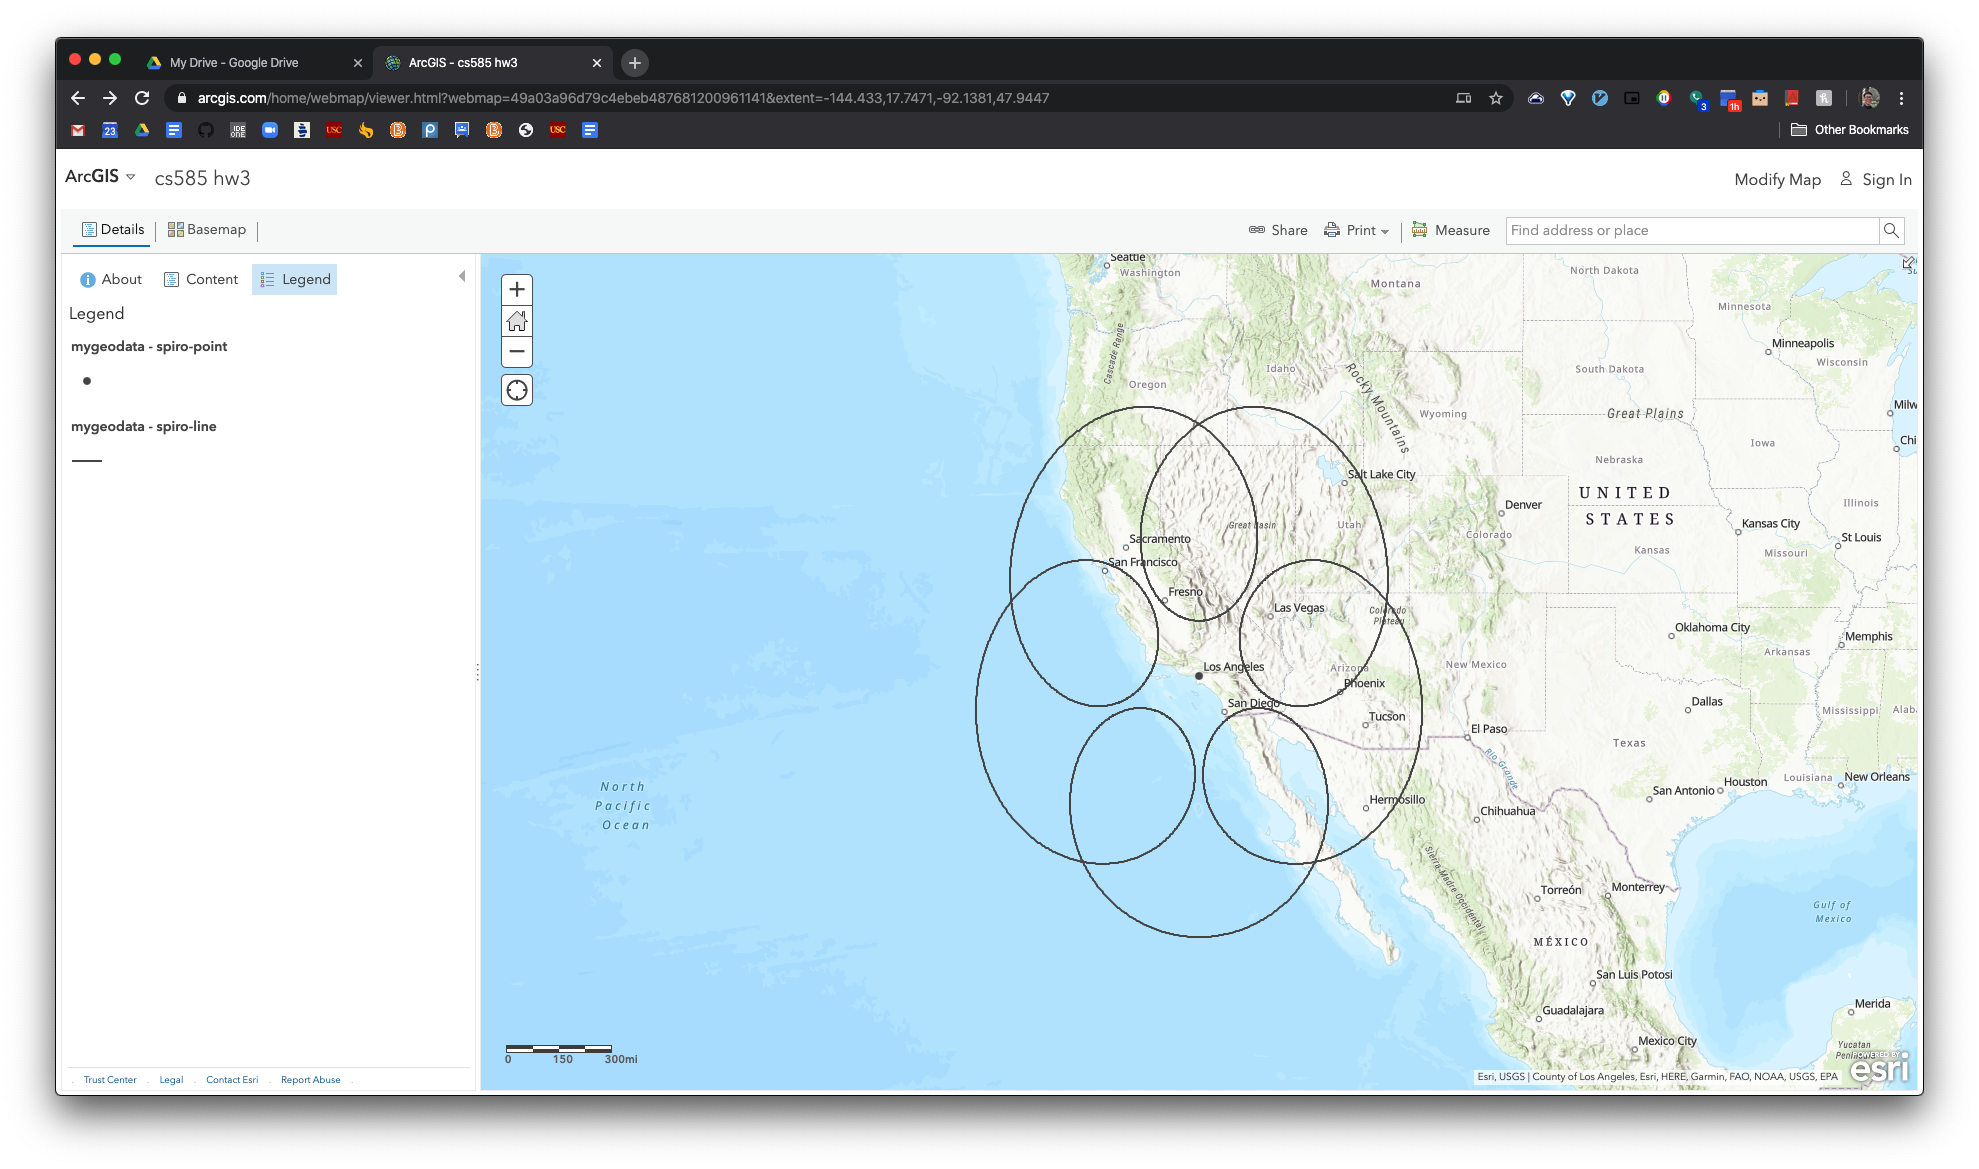 My Drive - Google Drive
ArcGIS - cs585 hw3
arcgis.com/home/webmap/viewer.html?webmap=49a03a96d79c4ebeb487681200961141&extent=-144.433,17.7471,-92.1381,47.9447
3
1h
23
IDE ONE
USC
USC
Other Bookmarks
ArcGIS
cs585 hw3
Modify Map
Sign In
Details
Basemap
Share
Print
Measure
Find address or place
About
Content
Legend
Legend
mygeodata - spiro-point
mygeodata - spiro-line
Trust Center
Legal
Contact Esri
Report Abuse
Seattle
Washington
Montana
North Dakota
Minnesota
Minneapolis
Wisconsin
Cascade Range
Oregon
Idaho
Rocky Mountains
South Dakota
Wyoming
Great Plains
Milw
Iowa
Chi
Nebraska
Salt Lake City
UNITED
STATES
Denver
Illinois
Great Basin
Utah
Colorado
Kansas City
Kansas
Missouri
St Louis
Sacramento
San Francisco
Fresno
Las Vegas
Colorado
Plateau
Oklahoma City
Memphis
Arkansas
Los Angeles
Arizona
New Mexico
Phoenix
San Diego
Tucson
El Paso
Dallas
Mississippi
Alab
Texas
Rio Grande
Houston
Louisiana
New Orleans
San Antonio
North
Pacific
Ocean
Hermosillo
Chihuahua
Sierra Madre Occidental
Torreón
Monterrey
Gulf of
Mexico
MÉXICO
San Luis Potosi
Guadalajara
Merida
Mexico City
Yucatan
0 150 300mi
POWERED BY
esri
Esri, USGS | County of Los Angeles, Esri, HERE, Garmin, FAO, NOAA, USGS, EPA